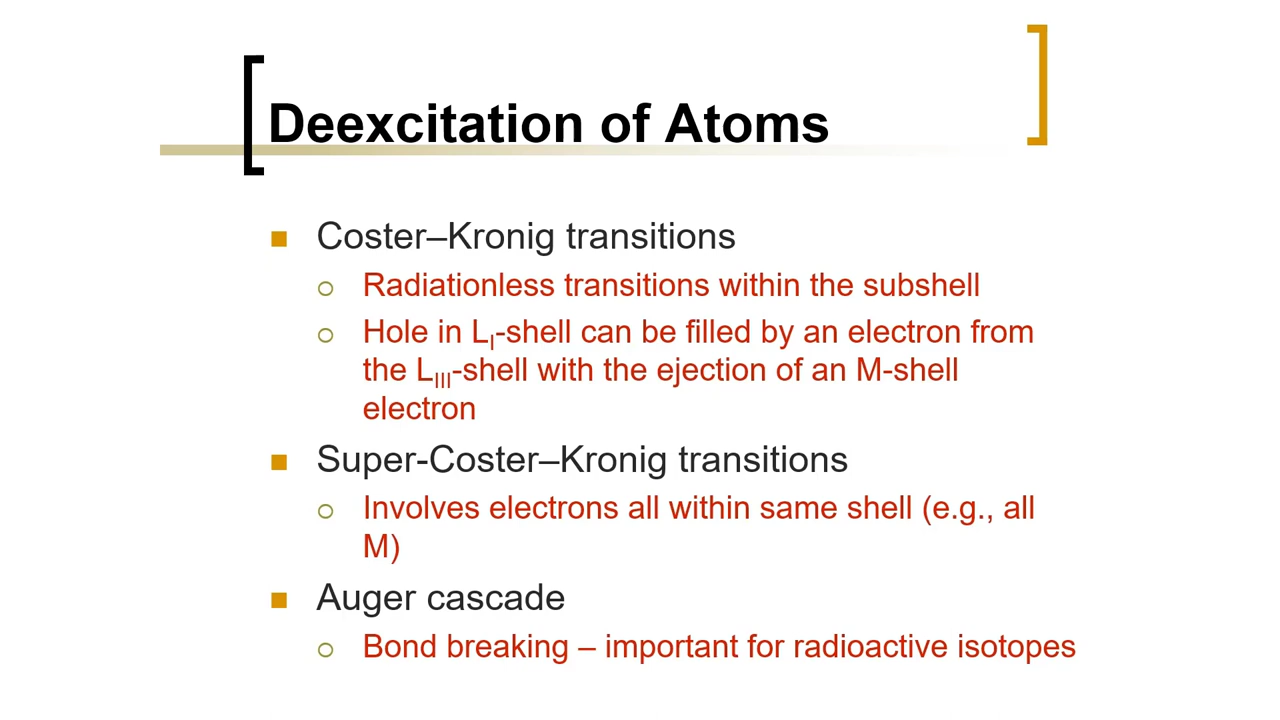 Deexcitation of Atoms
Coster–Kronig transitions
Radiationless transitions within the subshell
Hole in LI-shell can be filled by an electron from
the LIII-shell with the ejection of an M-shell
electron
Super-Coster–Kronig transitions
Involves electrons all within same shell (e.g., all
M)
Auger cascade
Bond breaking – important for radioactive isotopes